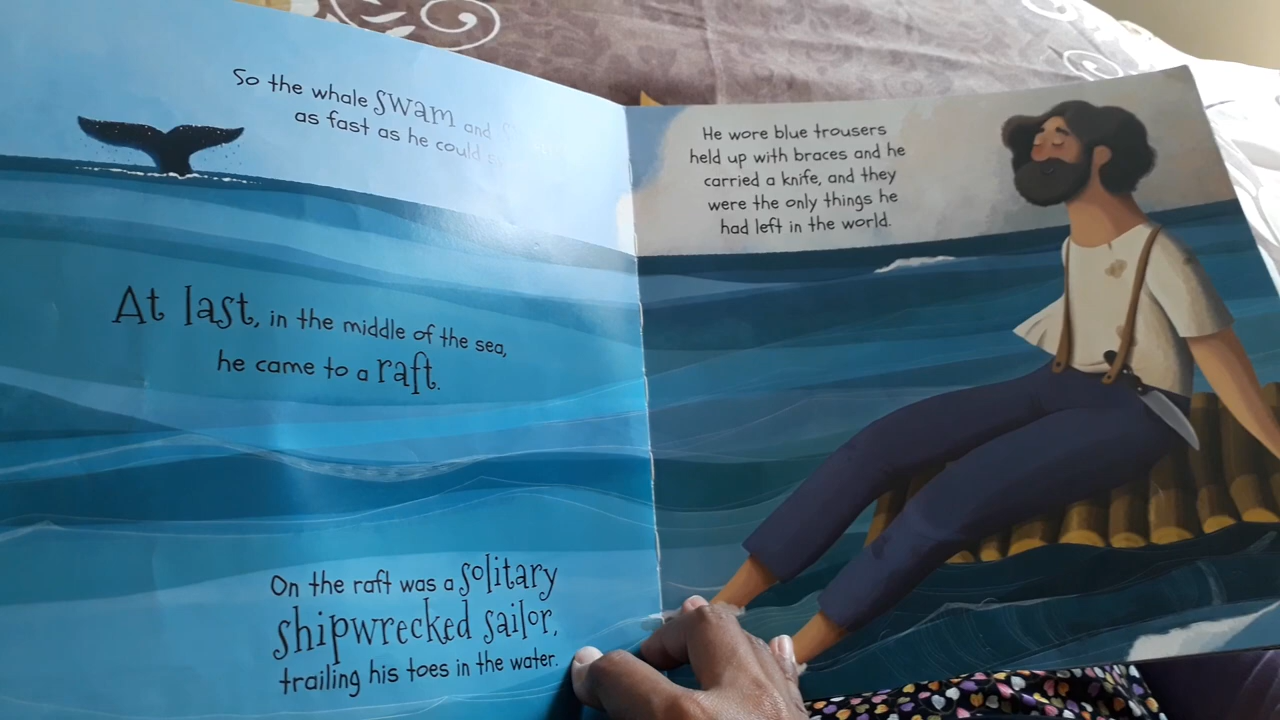 So the whale swam and
as fast as he could
At last, in the middle of the sea,
he came to a raft.
On the raft was a solitary
shipwrecked sailor,
trailing his toes in the water.
He wore blue trousers
held up with braces and he
carried a knife, and they
were the only things he
had left in the world.